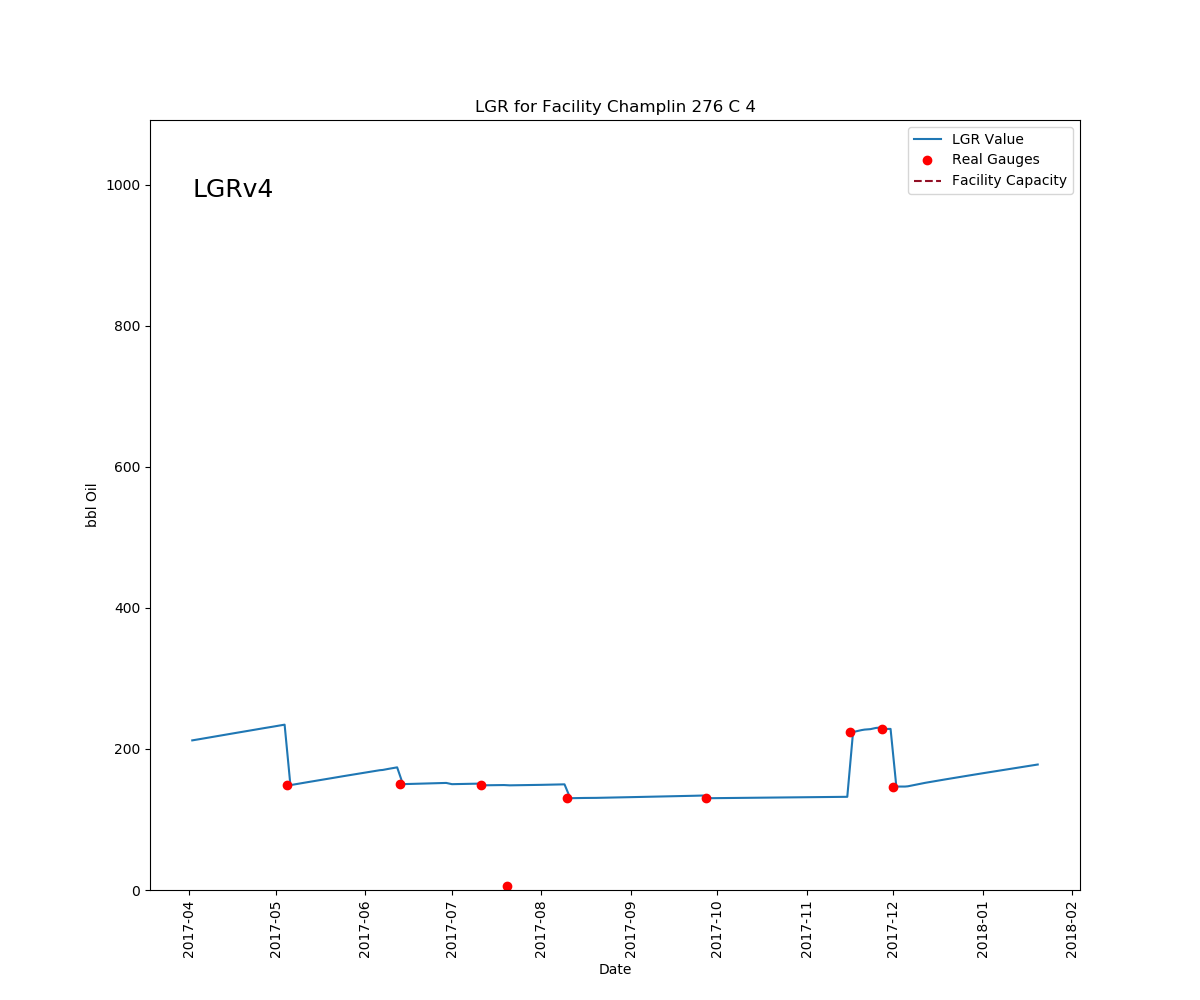 LGR for Facility Champlin 276 C 4
LGR Value
Real Gauges
Facility Capacity
LGRv4
1000
800
600
400
200
0
bbl Oil
2017-04
2017-05
2017-06
2017-07
2017-08
2017-09
2017-10
2017-11
2017-12
2018-01
2018-02
Date